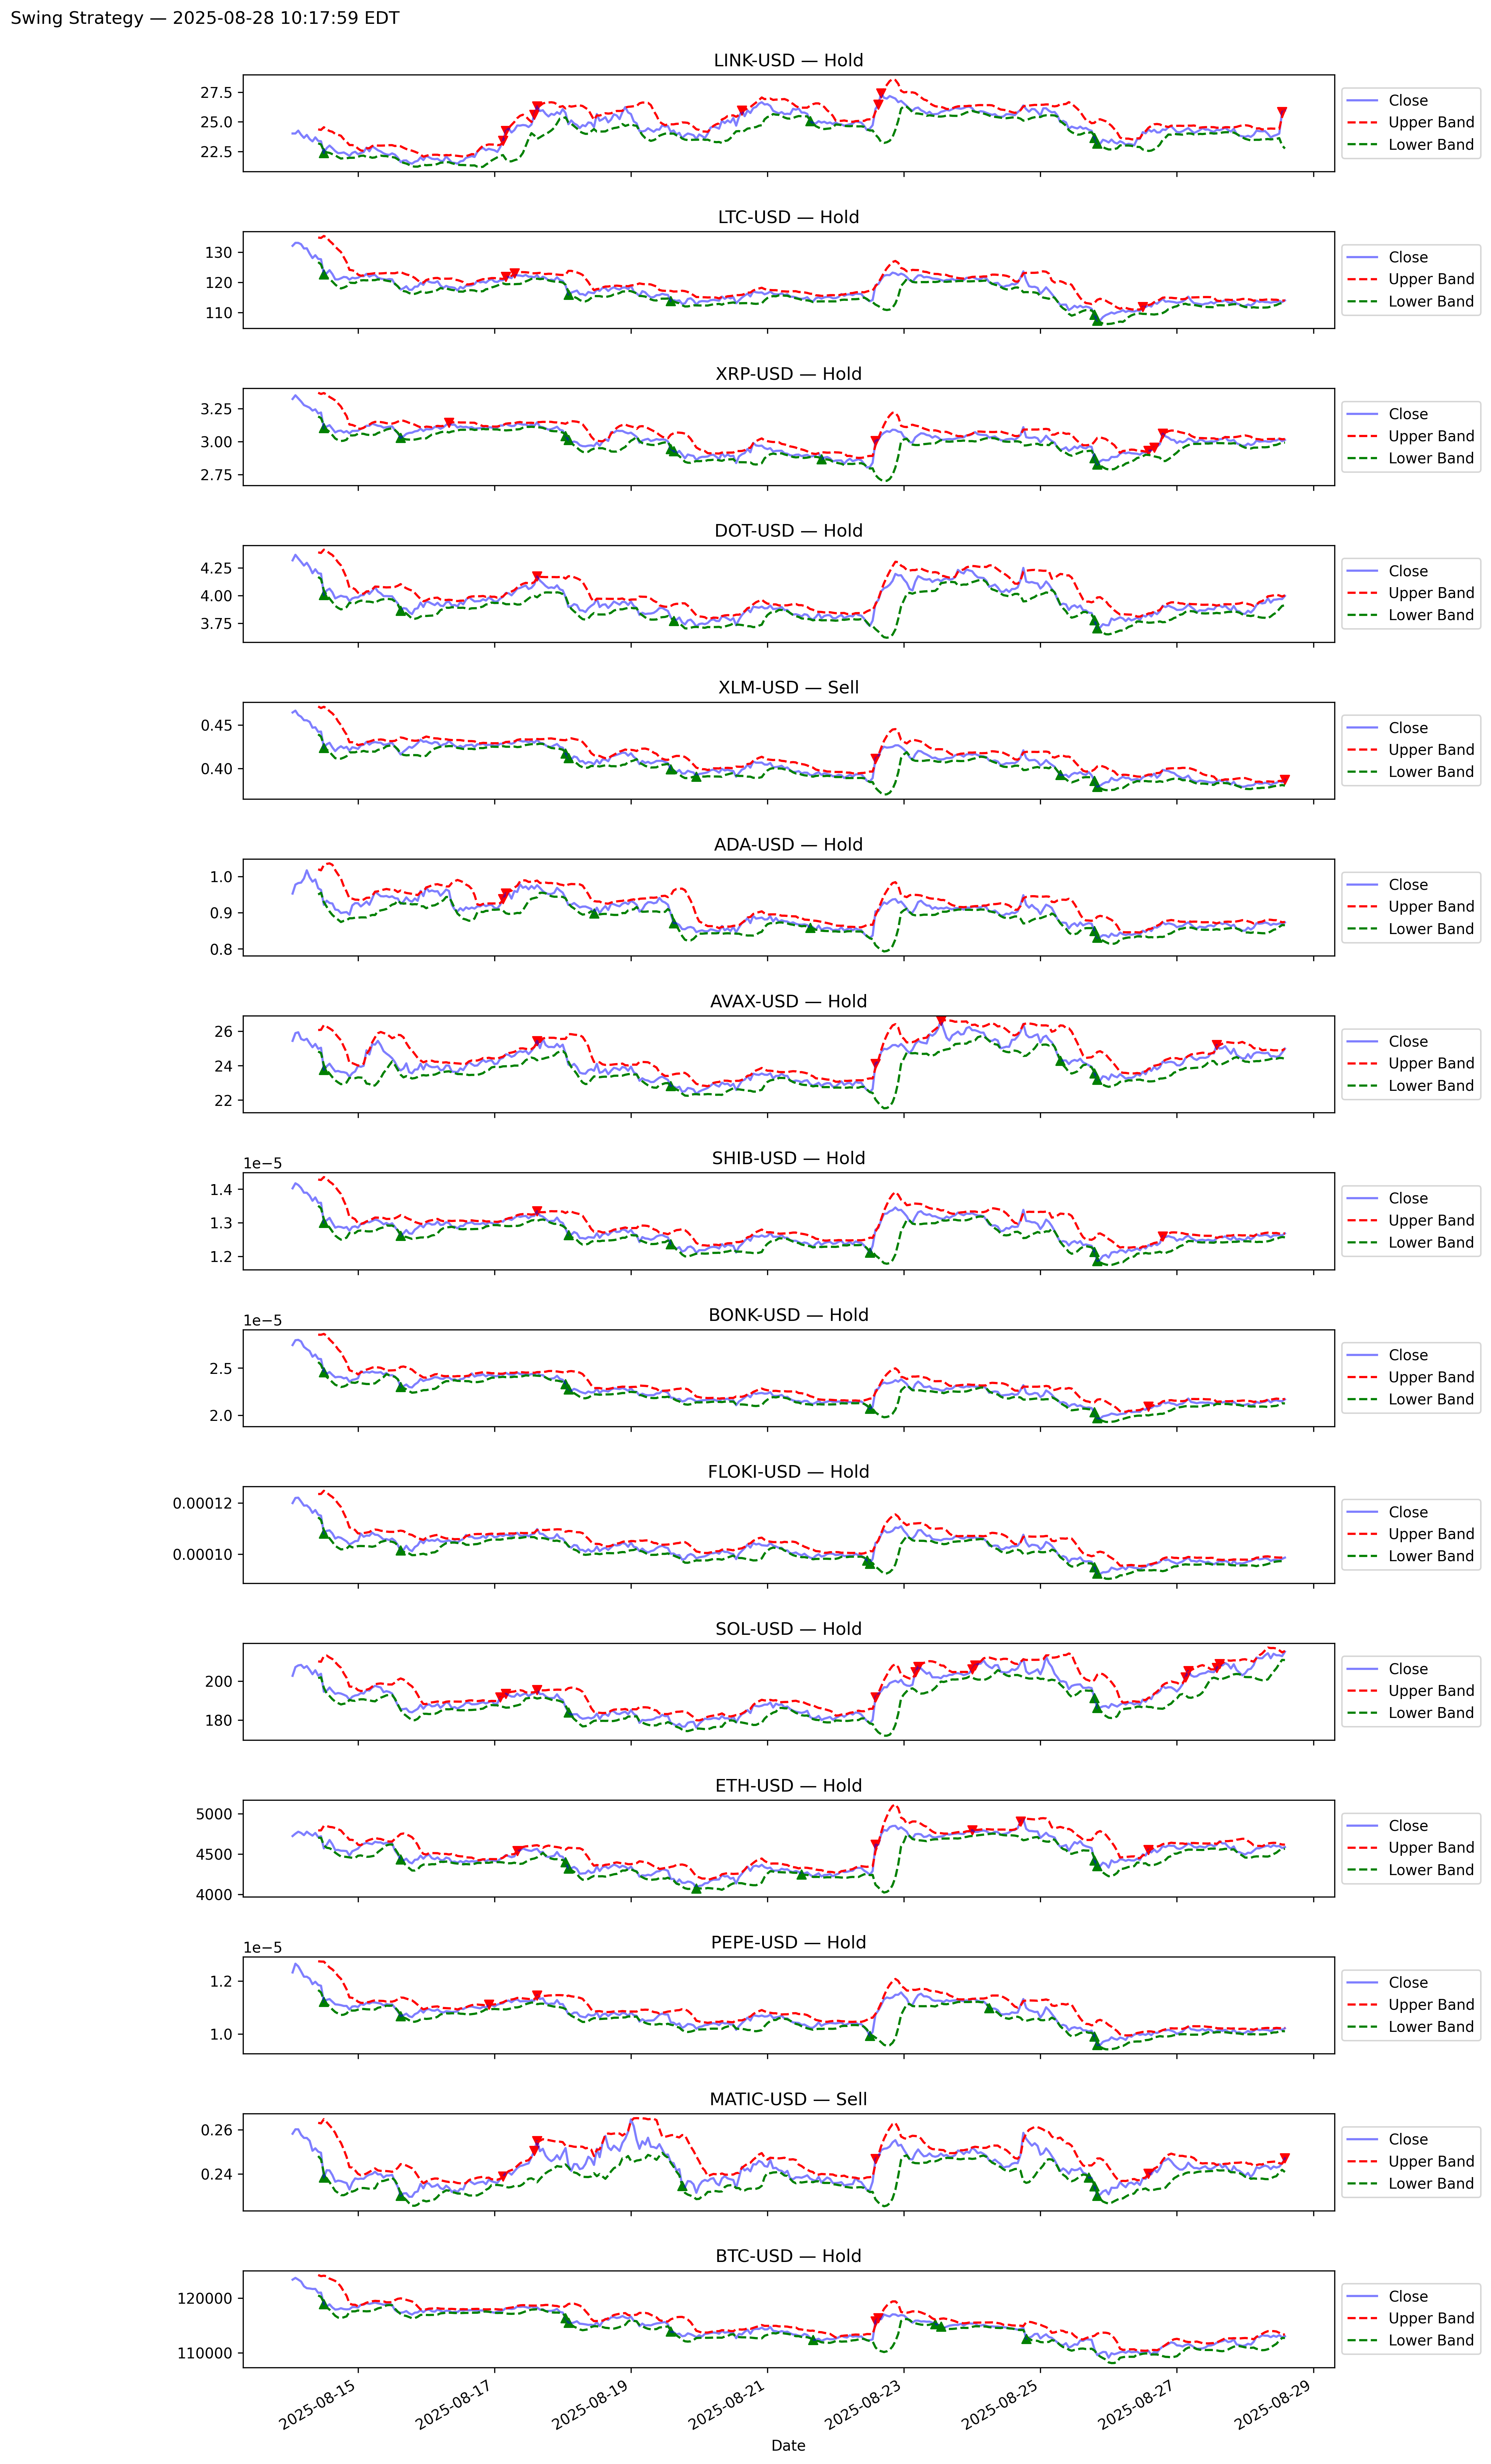 Swing Strategy — 2025-08-28 10:17:59 EDT
LINK-USD — Hold
27.5
25.0
22.5
Close
Upper Band
Lower Band
LTC-USD — Hold
130
120
110
Close
Upper Band
Lower Band
XRP-USD — Hold
3.25
3.00
2.75
Close
Upper Band
Lower Band
DOT-USD — Hold
4.25
4.00
3.75
Close
Upper Band
Lower Band
XLM-USD — Sell
0.45
0.40
Close
Upper Band
Lower Band
ADA-USD — Hold
1.0
0.9
0.8
Close
Upper Band
Lower Band
AVAX-USD — Hold
26
24
22
Close
Upper Band
Lower Band
SHIB-USD — Hold
1e−5
1.4
1.3
1.2
Close
Upper Band
Lower Band
BONK-USD — Hold
1e−5
2.5
2.0
Close
Upper Band
Lower Band
FLOKI-USD — Hold
0.00012
0.00010
Close
Upper Band
Lower Band
SOL-USD — Hold
200
180
Close
Upper Band
Lower Band
ETH-USD — Hold
5000
4500
4000
Close
Upper Band
Lower Band
PEPE-USD — Hold
1e−5
1.2
1.0
Close
Upper Band
Lower Band
MATIC-USD — Sell
0.26
0.24
Close
Upper Band
Lower Band
BTC-USD — Hold
120000
110000
Close
Upper Band
Lower Band
2025-08-15
2025-08-17
2025-08-19
2025-08-21
2025-08-23
2025-08-25
2025-08-27
2025-08-29
Date